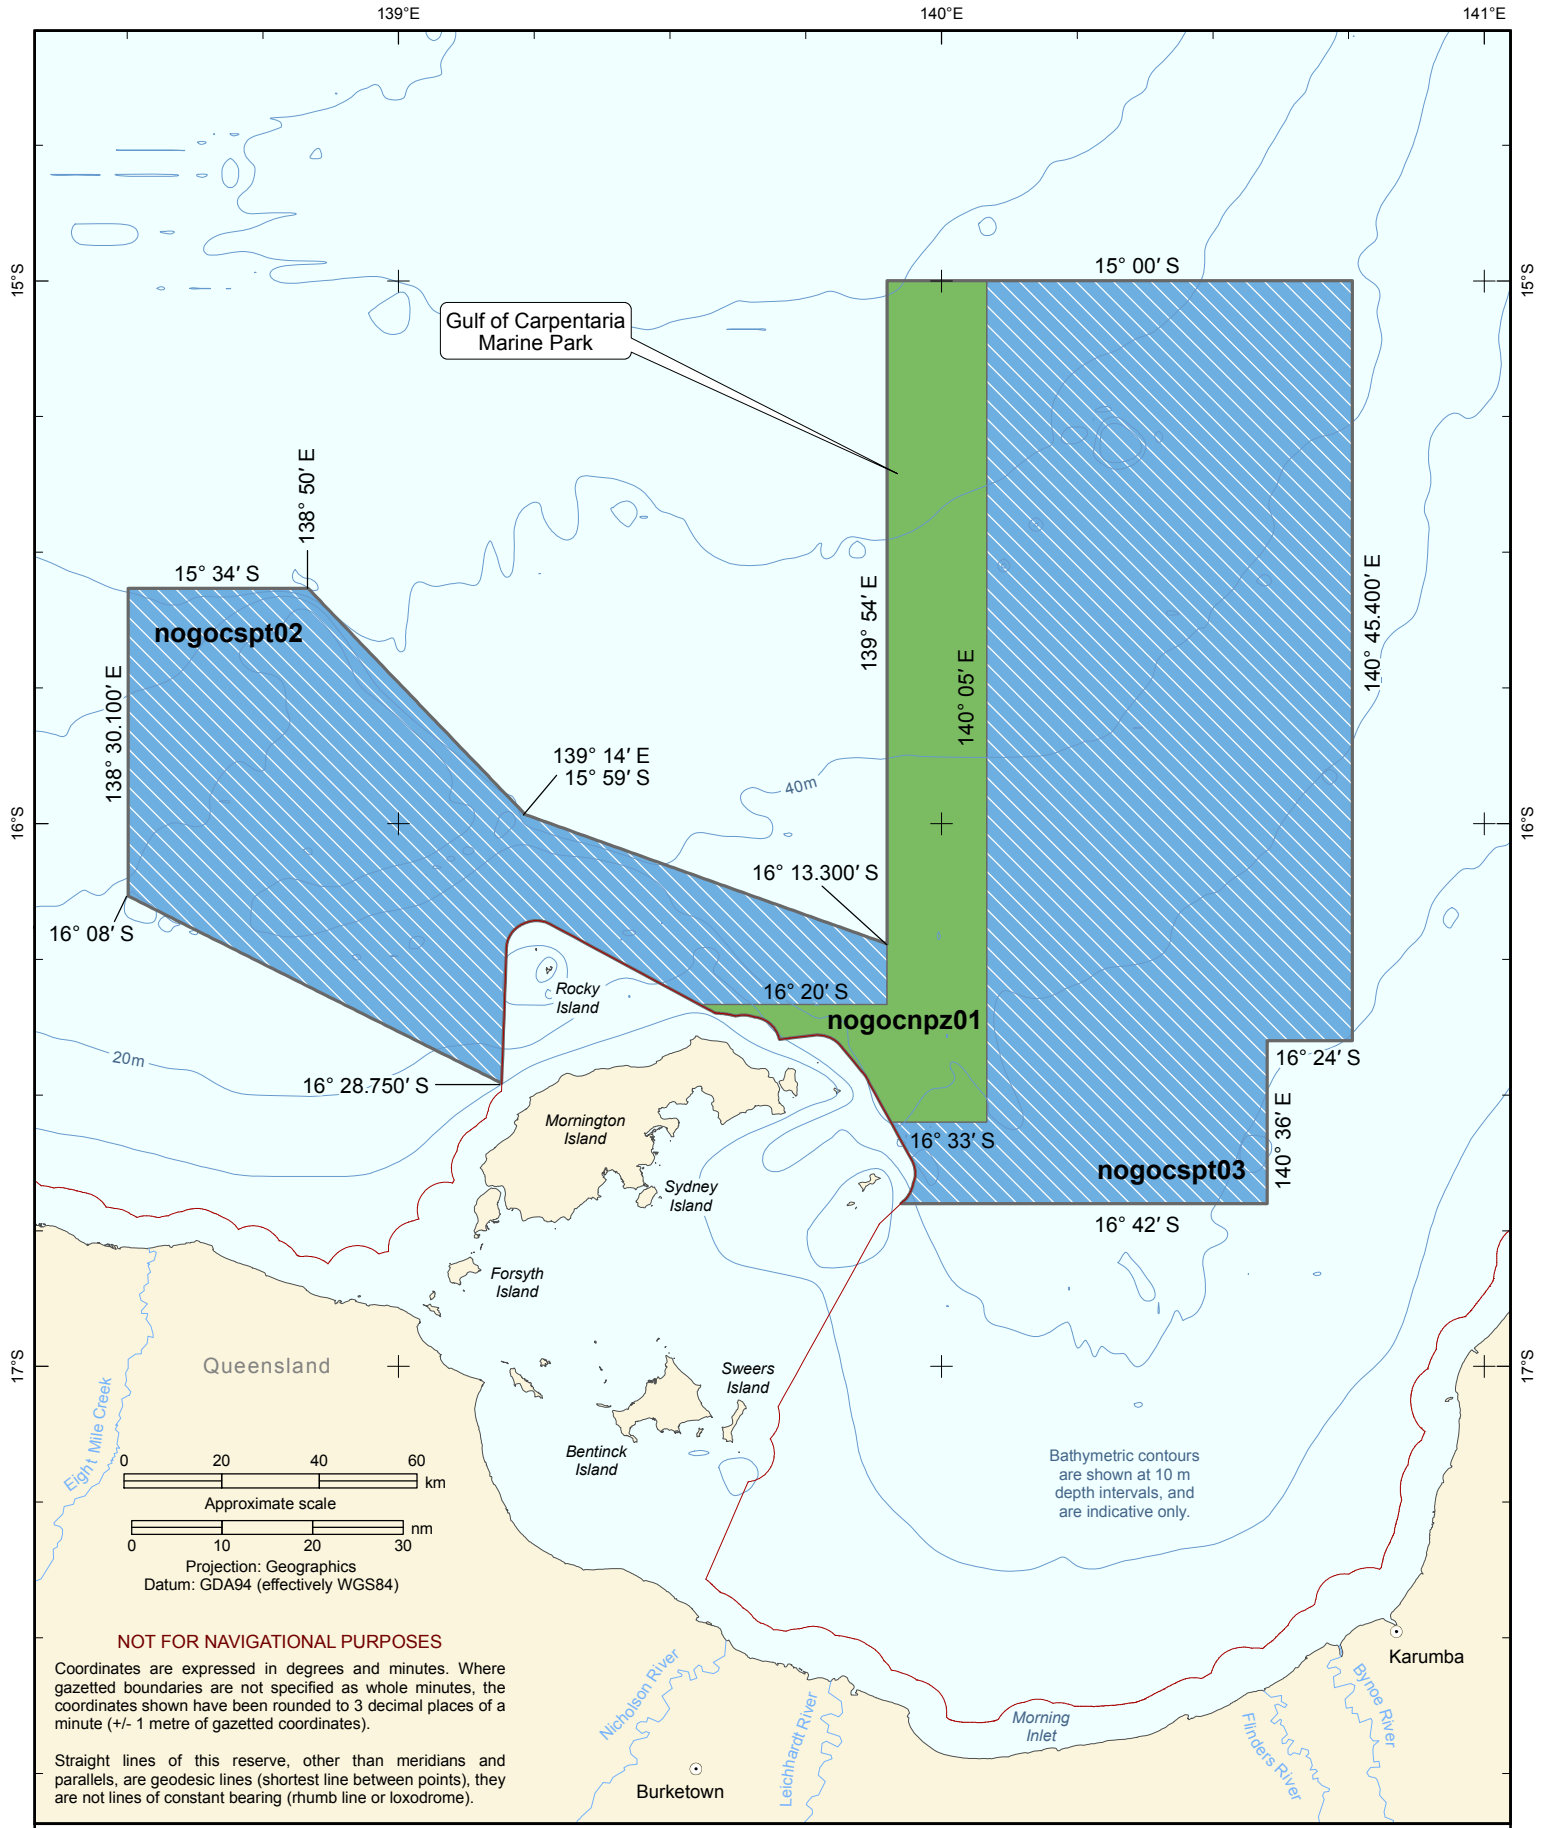 139°E
140°E
141°E
15°S
15°S
15° 00′ S
Gulf of Carpentaria
Marine Park
138° 50′ E
15° 34′ S
nogocspt02
138° 30.100′ E
139° 54′ E
140° 05′ E
140° 45.400′ E
139° 14′ E
15° 59′ S
40m
16°S
16°S
16° 13.300′ S
16° 08′ S
Rocky
Island
16° 20′ S
nogocnpz01
20m
16° 28.750′ S
16° 24′ S
Mornington
Island
16° 33′ S
140° 36′ E
nogocspt03
Sydney
Island
16° 42′ S
Forsyth
Island
17°S
17°S
Queensland
Sweers
Island
Eight Mile Creek
Bentinck
Island
Bathymetric contours
are shown at 10 m
depth intervals, and
are indicative only.
0 20 40 60
km
Approximate scale
nm
0 10 20 30
Projection: Geographics
Datum: GDA94 (effectively WGS84)
NOT FOR NAVIGATIONAL PURPOSES
Coordinates are expressed in degrees and minutes. Where
gazetted boundaries are not specified as whole minutes, the
coordinates shown have been rounded to 3 decimal places of a
minute (+/- 1 metre of gazetted coordinates).
Straight lines of this reserve, other than meridians and
parallels, are geodesic lines (shortest line between points), they
are not lines of constant bearing (rhumb line or loxodrome).
Karumba
Nicholson River
Leichhardt River
Morning
Inlet
Flinders River
Bynoe River
Burketown